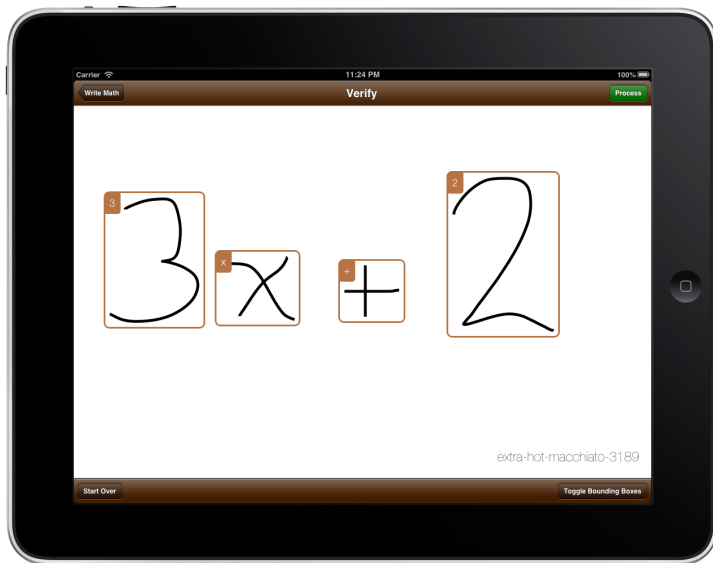 Carrier 11:24 PM 100%
Write Math Verify Process
3 x + 2
3x + 2
extra-hot-macchiato-3189
Start Over Toggle Bounding Boxes